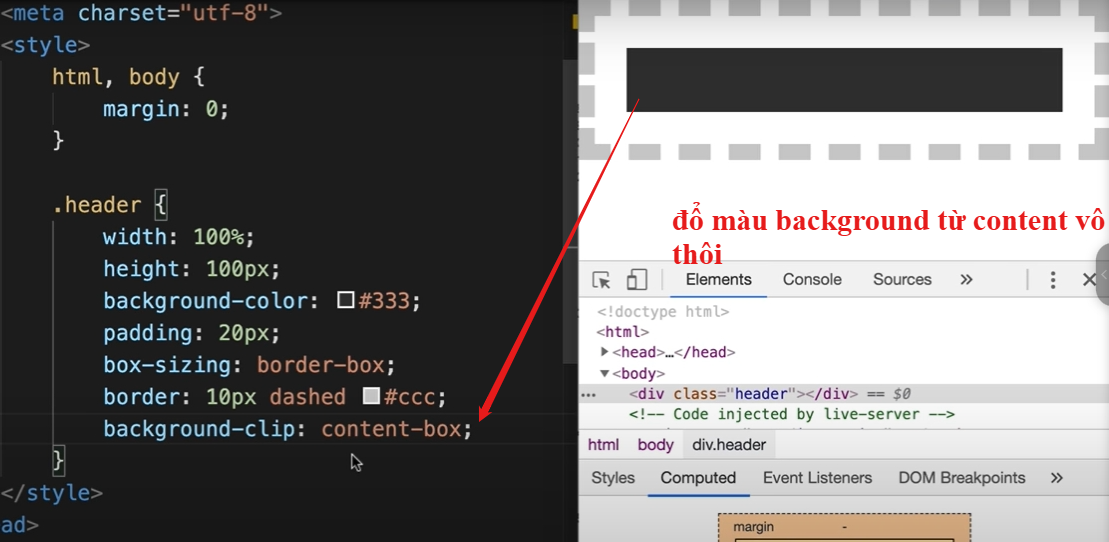 <meta charset="utf-8">
<style>
html, body {
margin: 0;
}
.header {
width: 100%;
height: 100px;
background-color: #333;
padding: 20px;
box-sizing: border-box;
border: 10px dashed #ccc;
background-clip: content-box;
}
</style>
ad>
đổ màu background từ content vô
thôi
Elements Console Sources »
<!doctype html>
<html>
<head>…</head>
<body>
<div class="header"></div> == $0
<!-- Code injected by live-server -->
html body div.header
Styles Computed Event Listeners DOM Breakpoints »
margin -